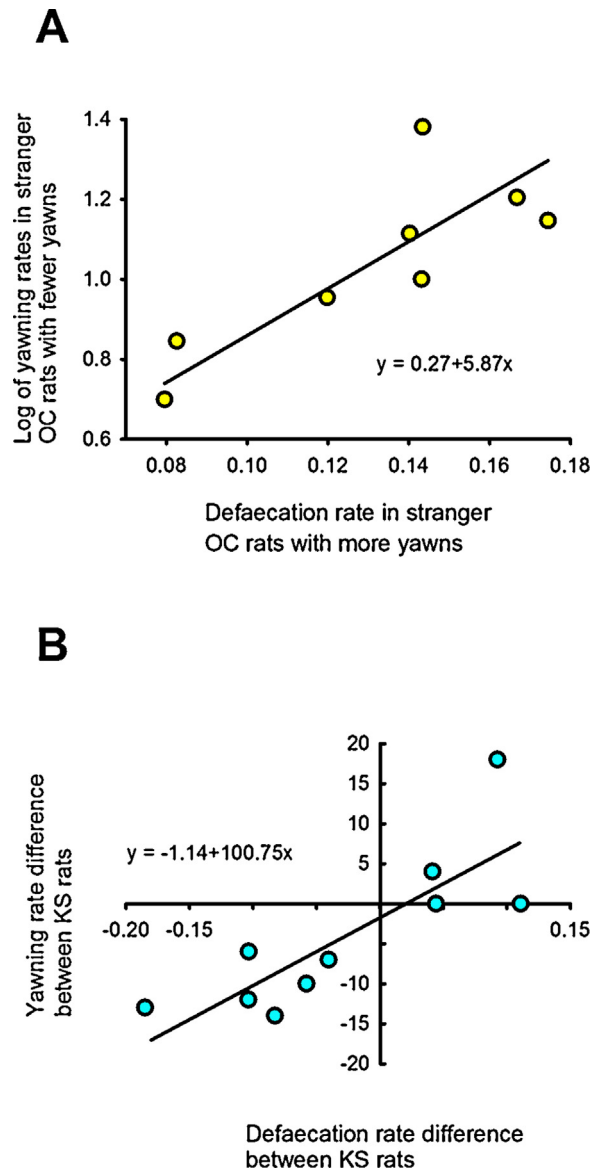 A
Log of yawning rates in stranger
OC rats with fewer yawns
1.4
1.2
1.0
0.8
0.6
y = 0.27+5.87x
0.08 0.10 0.12 0.14 0.16 0.18
Defaecation rate in stranger
OC rats with more yawns
B
Yawning rate difference
between KS rats
20
15
10
5
y = -1.14+100.75x
-0.20 -0.15 0.15
-10
-15
-20
Defaecation rate difference
between KS rats